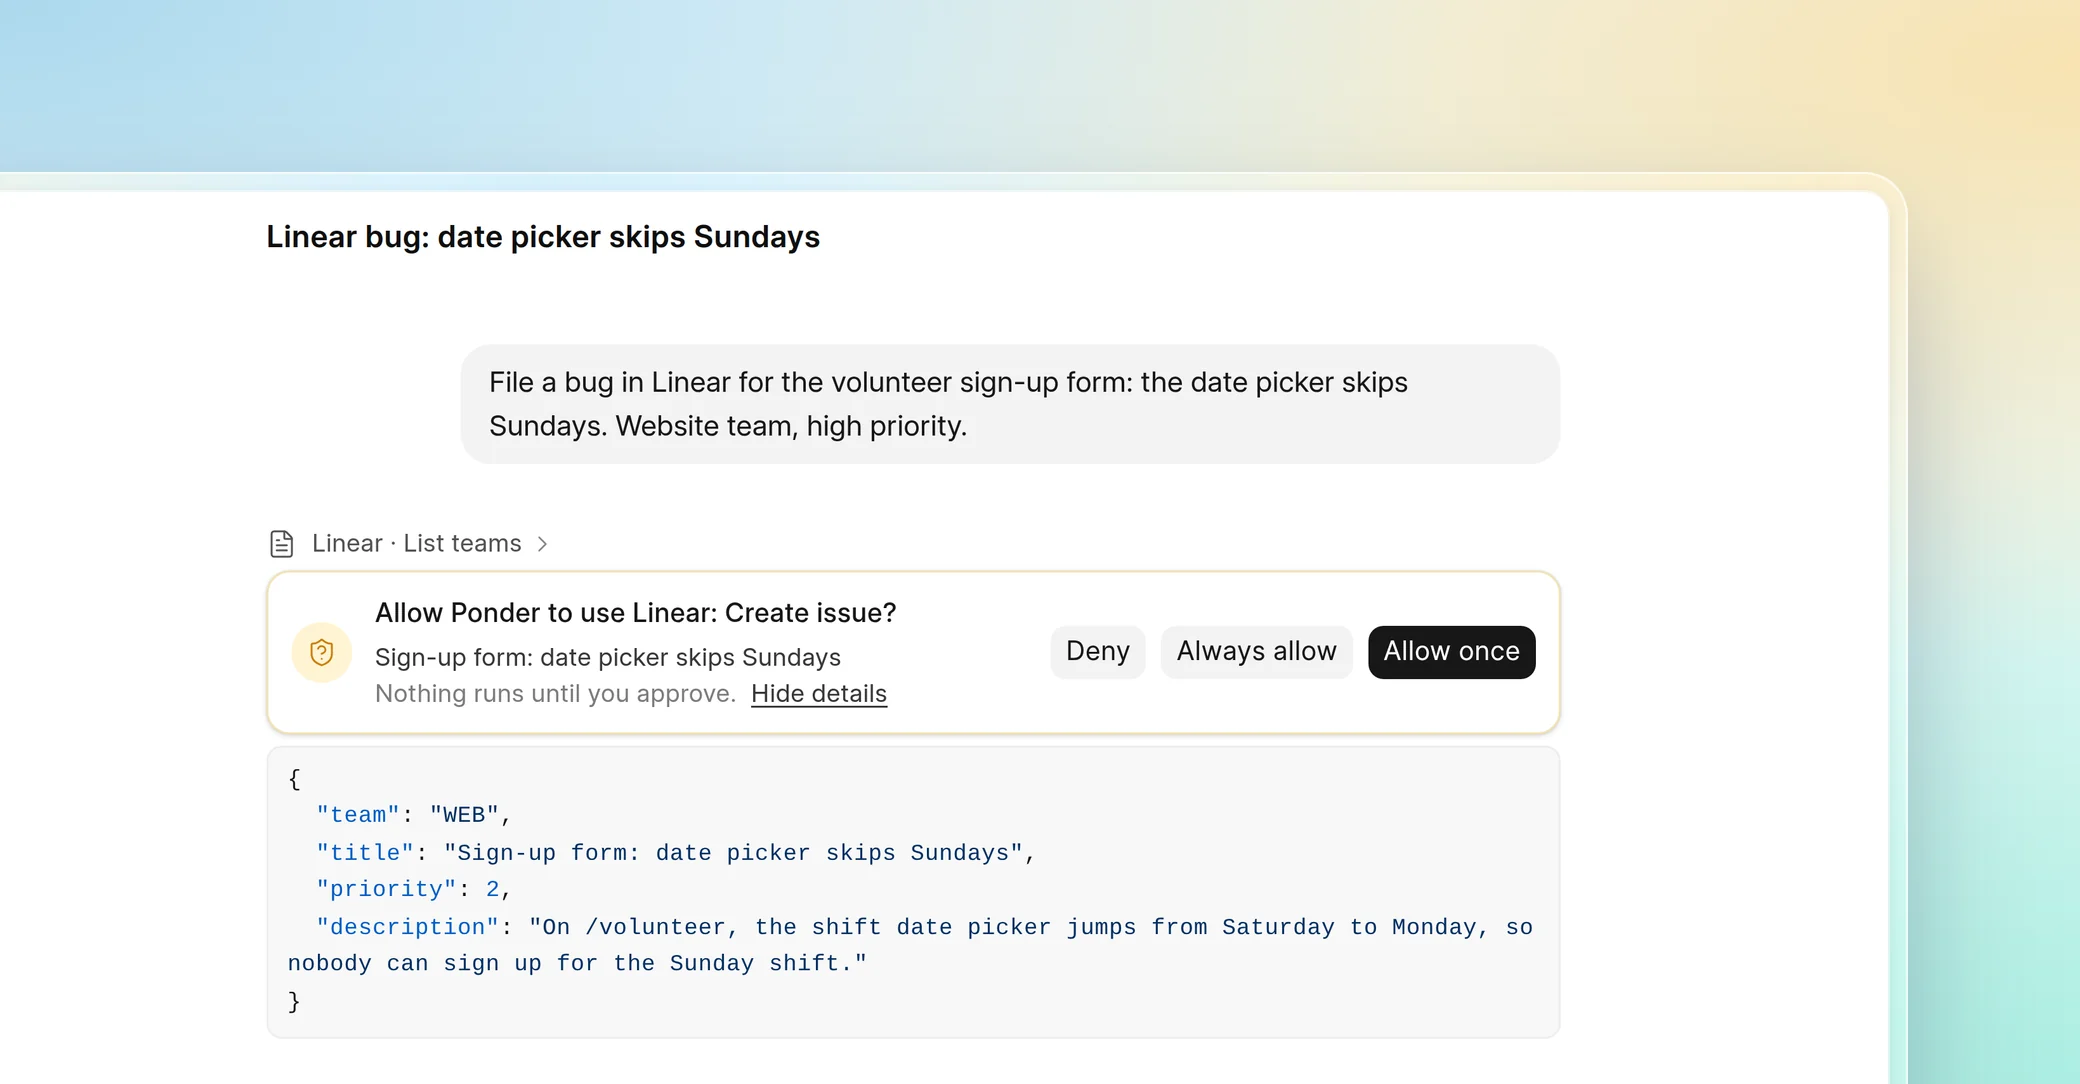 Linear bug: date picker skips Sundays
File a bug in Linear for the volunteer sign-up form: the date picker skips
Sundays. Website team, high priority.
Linear · List teams
Allow Ponder to use Linear: Create issue?
Sign-up form: date picker skips Sundays
Nothing runs until you approve. Hide details
Deny
Always allow
Allow once
{
  "team": "WEB",
  "title": "Sign-up form: date picker skips Sundays",
  "priority": 2,
  "description": "On /volunteer, the shift date picker jumps from Saturday to Monday, so
nobody can sign up for the Sunday shift."
}